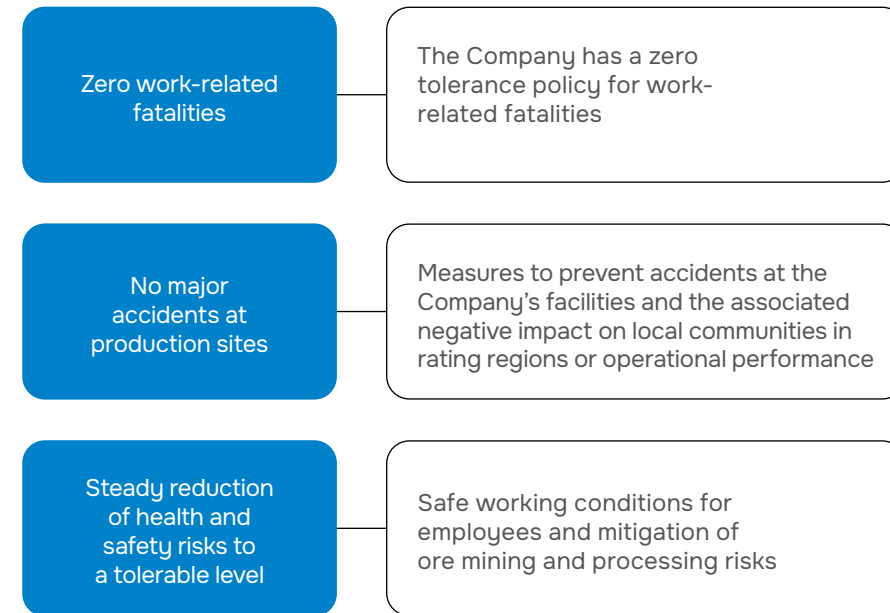 Zero work-related
fatalities
The Company has a zero
tolerance policy for work-
related fatalities
No major
accidents at
production sites
Measures to prevent accidents at the
Company's facilities and the associated
negative impact on local communities in
rating regions or operational performance
Steady reduction
of health and
safety risks to
a tolerable level
Safe working conditions for
employees and mitigation of
ore mining and processing risks